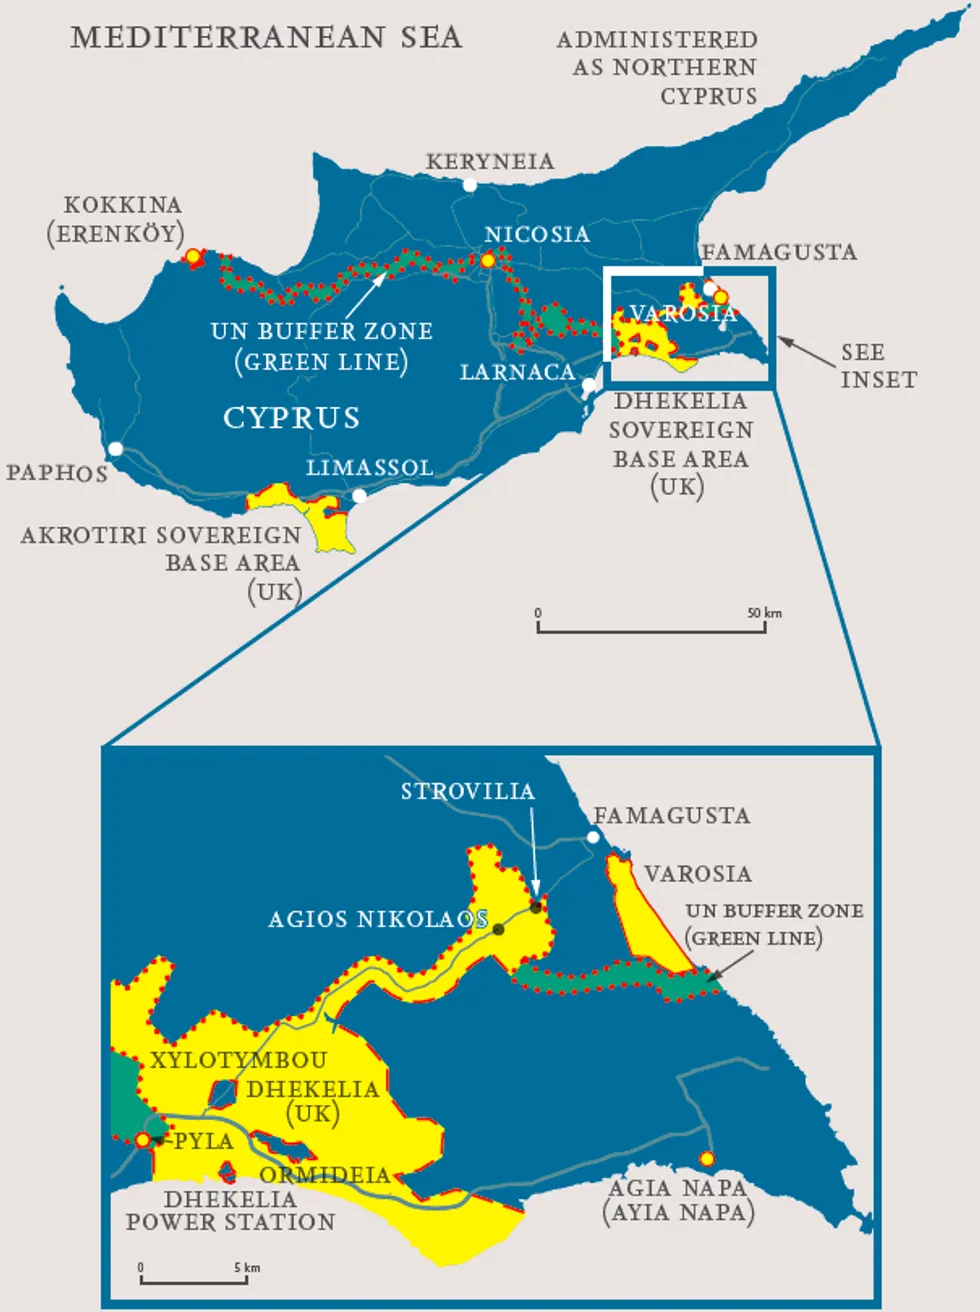 MEDITERRANEAN SEA
ADMINISTERED
AS NORTHERN
CYPRUS
KERYNEIA
KOKKINA
(ERENKÖY)
NICOSIA
FAMAGUSTA
VAROSIA
UN BUFFER ZONE
(GREEN LINE)
SEE
INSET
LARNACA
CYPRUS
DHEKELIA
SOVEREIGN
BASE AREA
(UK)
PAPHOS
LIMASSOL
AKROTIRI SOVEREIGN
BASE AREA
(UK)
0 50 km
STROVILIA
FAMAGUSTA
VAROSIA
AGIOS NIKOLAOS
UN BUFFER ZONE
(GREEN LINE)
XYLOTYMBOU
DHEKELIA
(UK)
PYLA
ORMIDEIA
DHEKELIA
POWER STATION
AGIA NAPA
(AYIA NAPA)
0 5 km